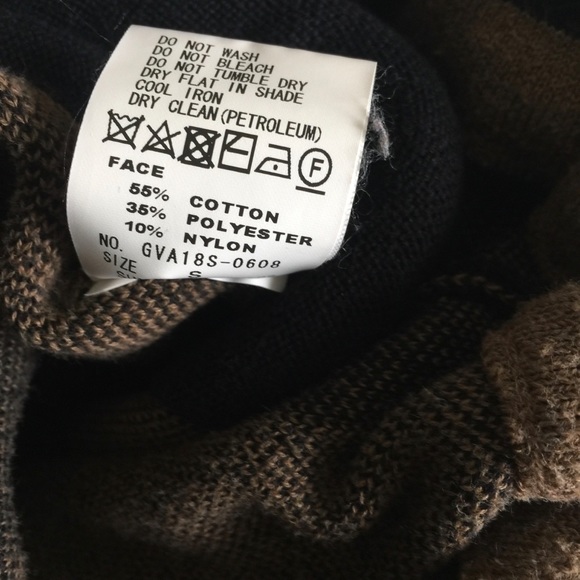 DO NOT WASH
DO NOT BLEACH
DO NOT TUMBLE DRY
DRY FLAT IN SHADE
COOL IRON
DRY CLEAN(PETROLEUM)
F
FACE
55% COTTON
35% POLYESTER
10% NYLON
NO. GVA18S-0608
SIZE S